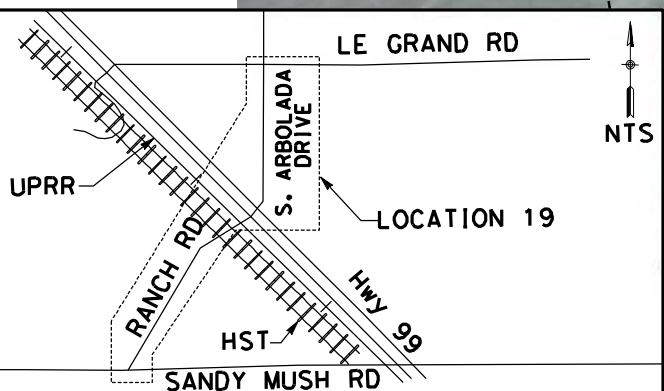 LE GRAND RD
NTS
S. ARBOLADA
DRIVE
UPRR
LOCATION 19
RANCH RD
Hwy 99
HST
SANDY MUSH RD